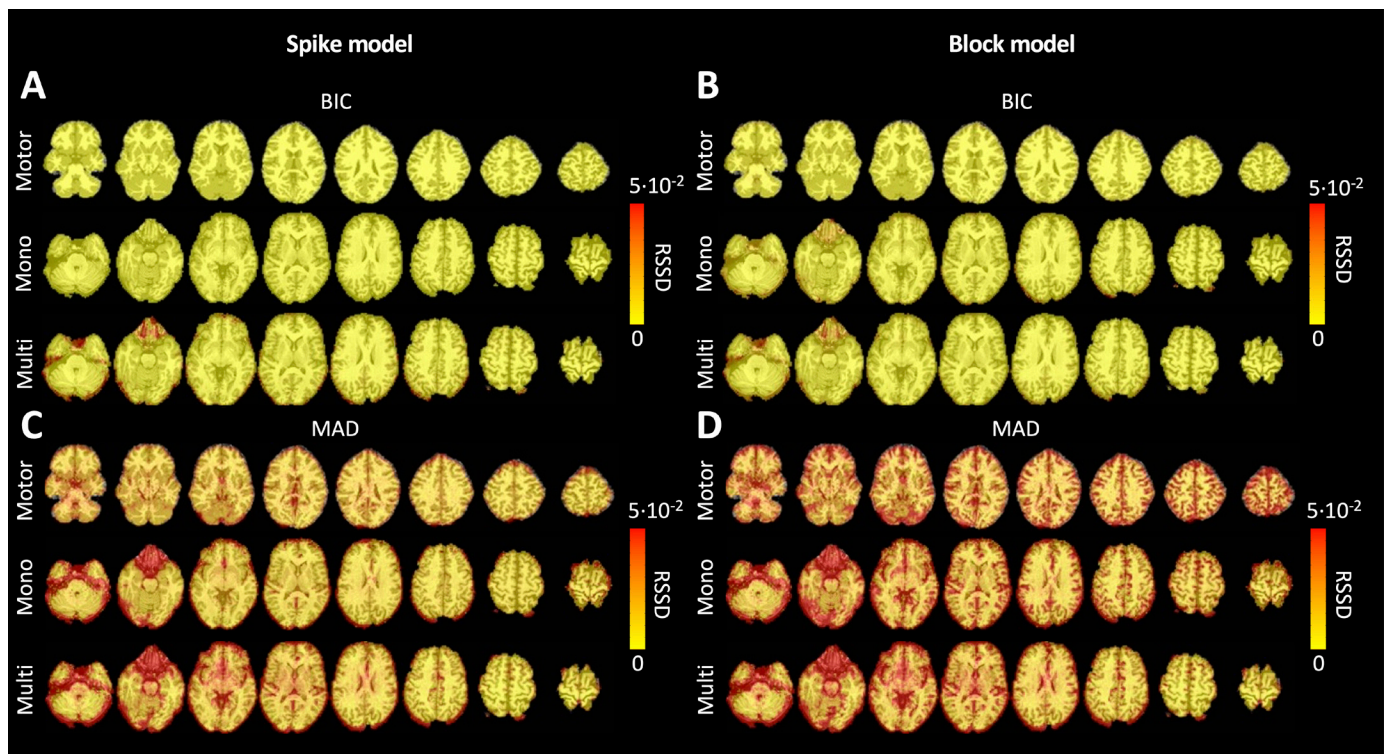 Spike model
Block model
A
BIC
Motor
Mono
Multi
5·10-2
RSSD
0
B
BIC
Motor
Mono
Multi
5·10-2
RSSD
0
C
MAD
Motor
Mono
Multi
5·10-2
RSSD
0
D
MAD
Motor
Mono
Multi
5·10-2
RSSD
0